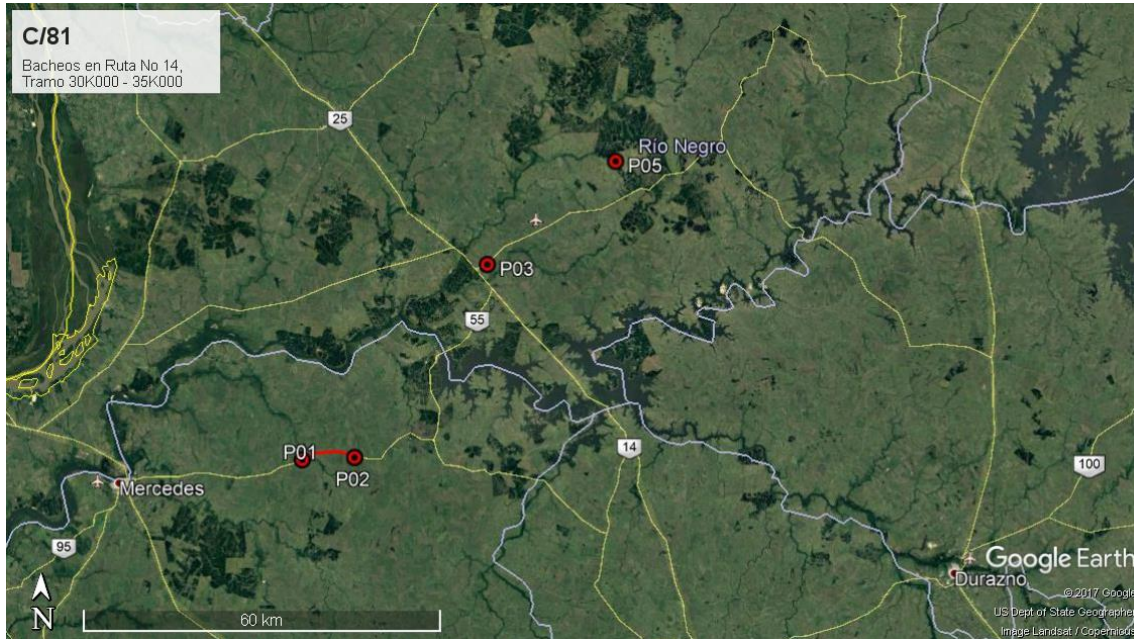 C/81
Bacheos en Ruta No 14,
Tramo 30K000 - 35K000
25
Río Negro
P05
P03
55
P01
P02
14
100
Mercedes
95
Google Earth
Durazno
© 2017 Google
US Dept of State Geographer
Image Landsat / Copernicus
N
60 km